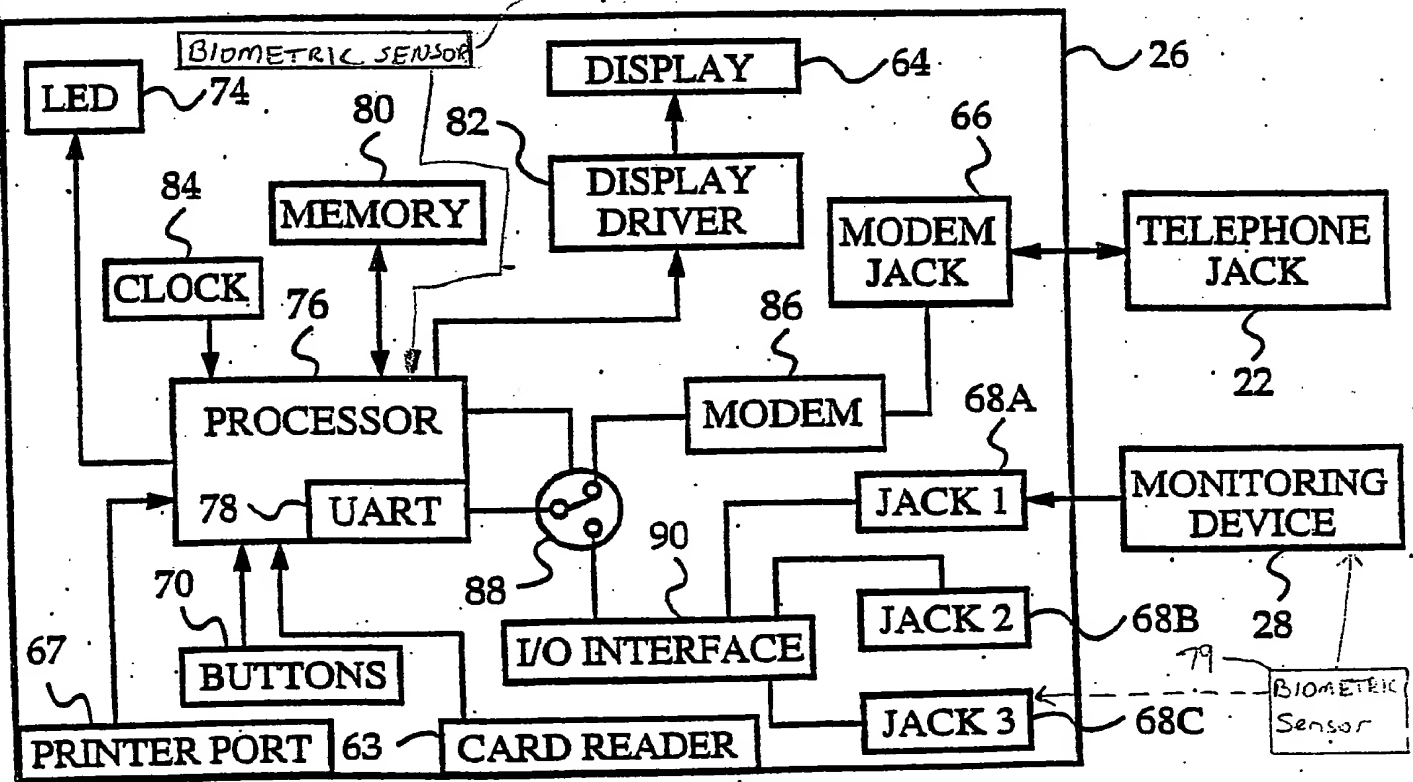 BIOMETRIC SENSOR
LED
74
DISPLAY
64
26
80
82
66
84
MEMORY
DISPLAY
DRIVER
MODEM
JACK
TELEPHONE
JACK
CLOCK
76
86
22
PROCESSOR
MODEM
68A
78
UART
JACK 1
MONITORING
DEVICE
88
90
28
70
JACK 2
68B
67
BUTTONS
I/O INTERFACE
79
BIOMETRIC
Sensor
JACK 3
68C
PRINTER PORT
63
CARD READER